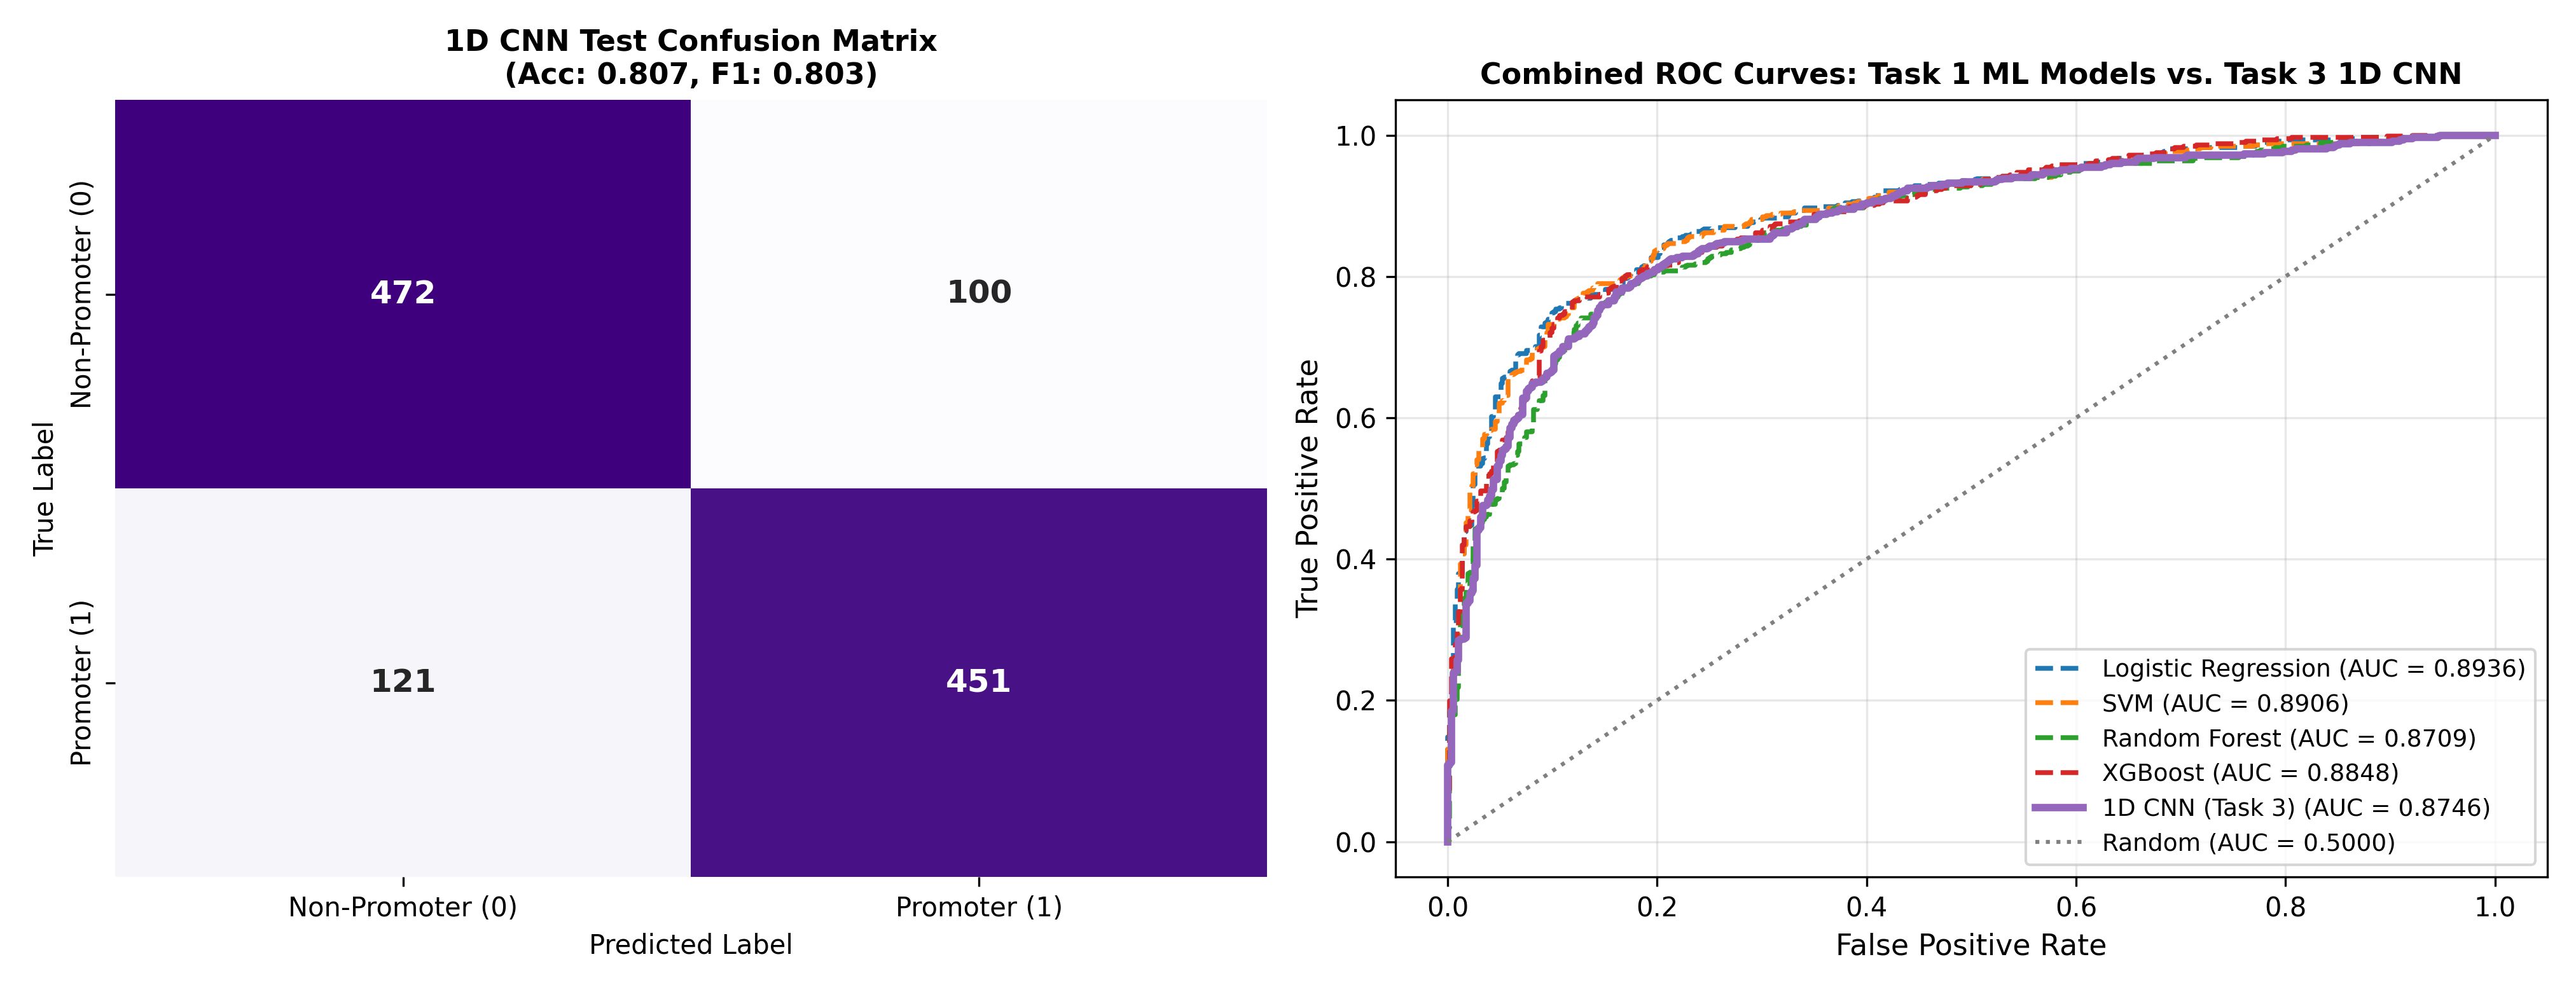 1D CNN Test Confusion Matrix
(Acc: 0.807, F1: 0.803)
True Label
Non-Promoter (0)
Promoter (1)
472
100
121
451
Non-Promoter (0)
Promoter (1)
Predicted Label
Combined ROC Curves: Task 1 ML Models vs. Task 3 1D CNN
True Positive Rate
1.0
0.8
0.6
0.4
0.2
0.0
Logistic Regression (AUC = 0.8936)
SVM (AUC = 0.8906)
Random Forest (AUC = 0.8709)
XGBoost (AUC = 0.8848)
1D CNN (Task 3) (AUC = 0.8746)
Random (AUC = 0.5000)
0.0
0.2
0.4
0.6
0.8
1.0
False Positive Rate